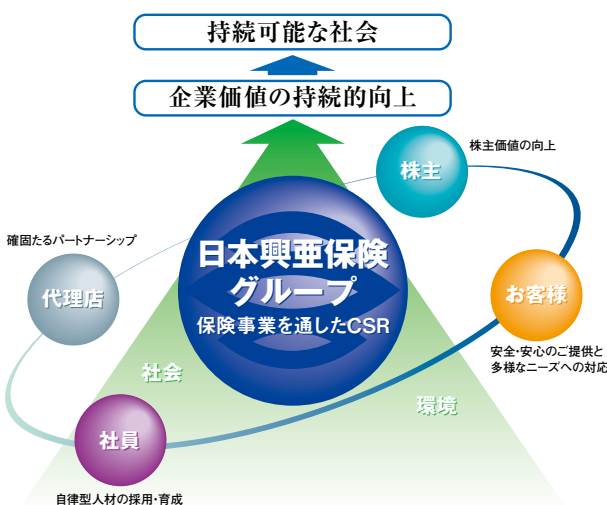 持続可能な社会
企業価値の持続的向上
株主価値の向上
株主
確固たるパートナーシップ
代理店
日本興亜保険
グループ
保険事業を通したCSR
お客様
安全・安心のご提供と
多様なニーズへの対応
社会
環境
社員
自律型人材の採用・育成